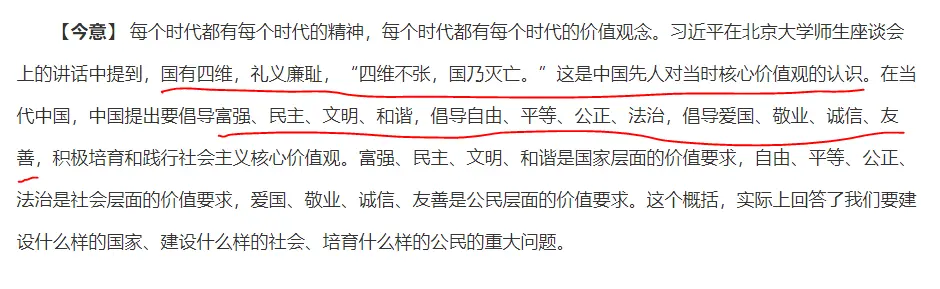 【今意】 每个时代都有每个时代的精神，每个时代都有每个时代的价值观念。习近平在北京大学师生座谈会
上的讲话中提到，国有四维，礼义廉耻，“四维不张，国乃灭亡。”这是中国先人对当时核心价值观的认识。在当
代中国，中国提出要倡导富强、民主、文明、和谐，倡导自由、平等、公正、法治，倡导爱国、敬业、诚信、友
善，积极培育和践行社会主义核心价值观。富强、民主、文明、和谐是国家层面的价值要求，自由、平等、公正、
法治是社会层面的价值要求，爱国、敬业、诚信、友善是公民层面的价值要求。这个概括，实际上回答了我们要建
设什么样的国家、建设什么样的社会、培育什么样的公民的重大问题。